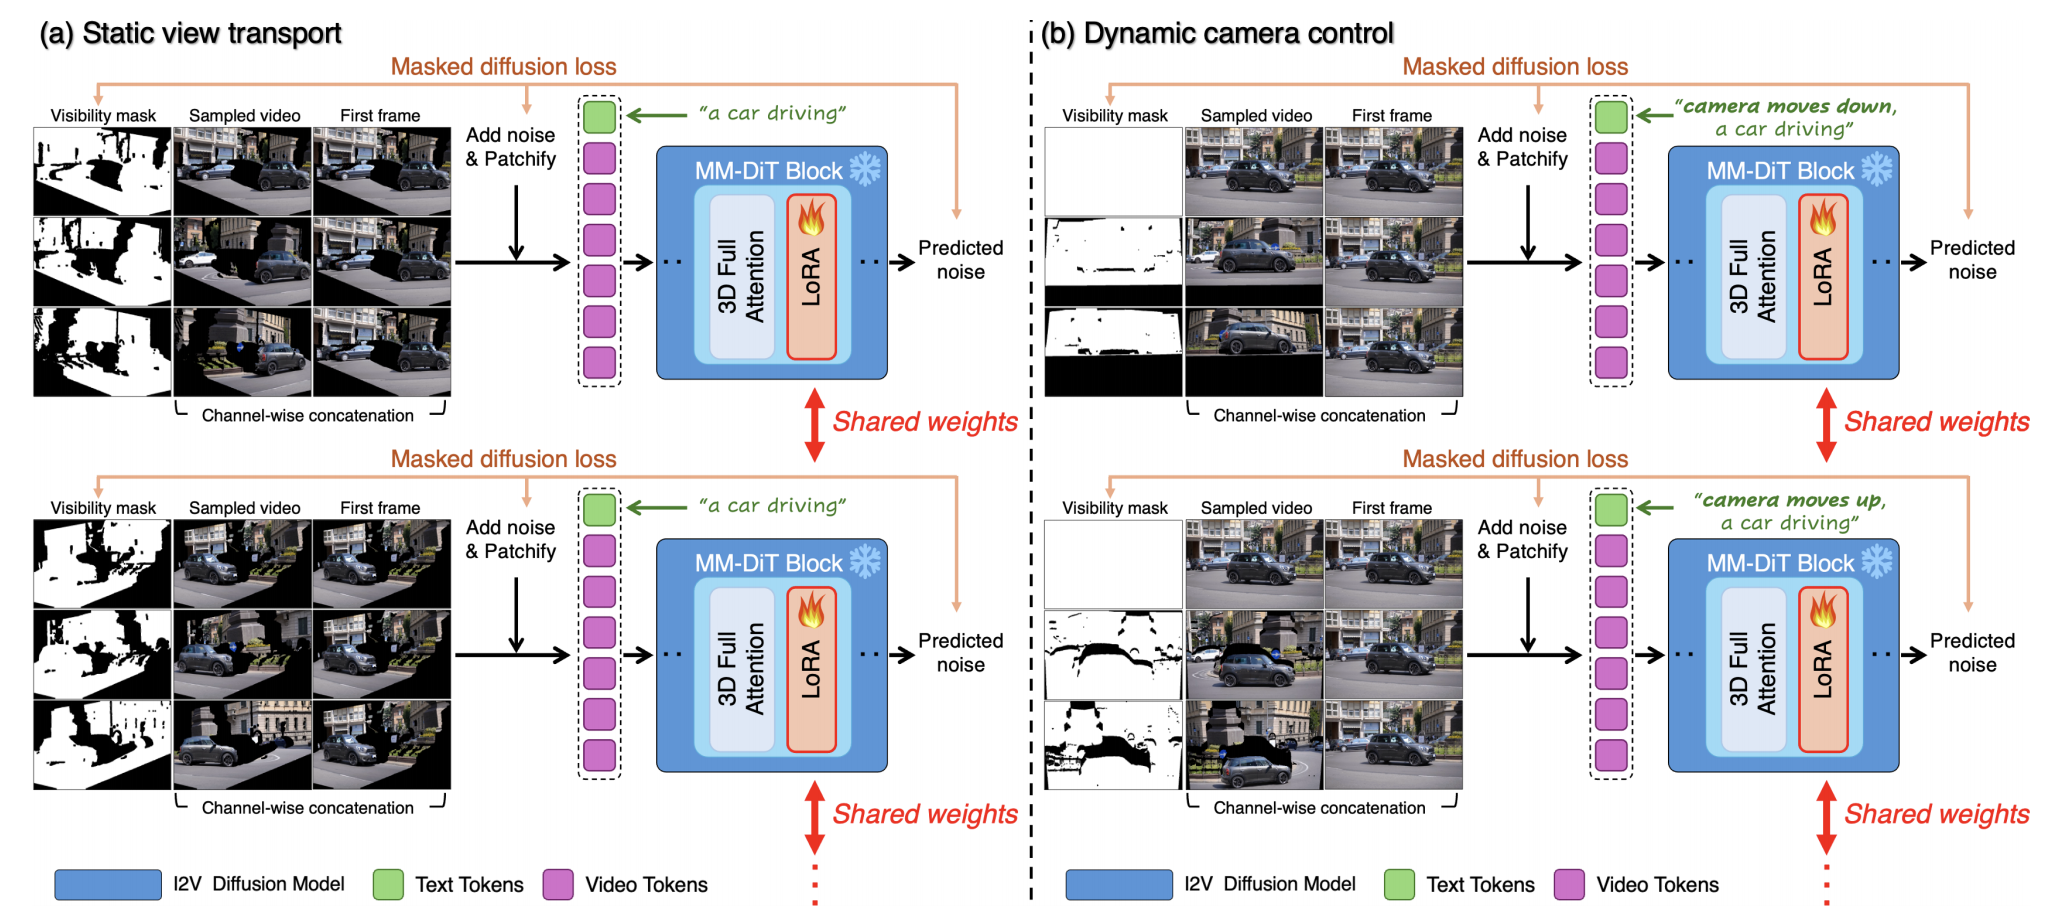 (a) Static view transport
Masked diffusion loss
Visibility mask
Sampled video
First frame
Add noise
& Patchify
"a car driving"
MM-DiT Block
3D Full
Attention
LoRA
Predicted
noise
Channel-wise concatenation
Shared weights
Masked diffusion loss
Visibility mask
Sampled video
First frame
Add noise
& Patchify
"a car driving"
MM-DiT Block
3D Full
Attention
LoRA
Predicted
noise
Channel-wise concatenation
Shared weights
I2V Diffusion Model
Text Tokens
Video Tokens
(b) Dynamic camera control
Masked diffusion loss
Visibility mask
Sampled video
First frame
Add noise
& Patchify
"camera moves down,
a car driving"
MM-DiT Block
3D Full
Attention
LoRA
Predicted
noise
Channel-wise concatenation
Shared weights
Masked diffusion loss
Visibility mask
Sampled video
First frame
Add noise
& Patchify
"camera moves up,
a car driving"
MM-DiT Block
3D Full
Attention
LoRA
Predicted
noise
Channel-wise concatenation
Shared weights
I2V Diffusion Model
Text Tokens
Video Tokens